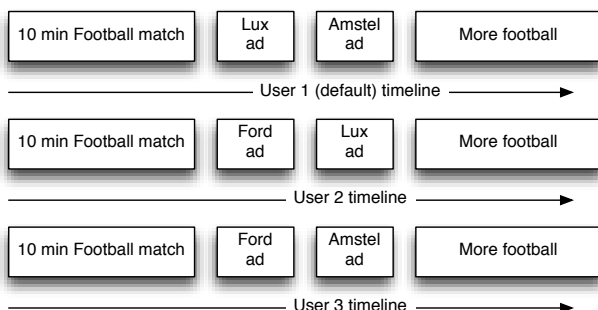 10 min Football match
Lux
ad
Amstel
ad
More football
User 1 (default) timeline
10 min Football match
Ford
ad
Lux
ad
More football
User 2 timeline
10 min Football match
Ford
ad
Amstel
ad
More football
User 3 timeline